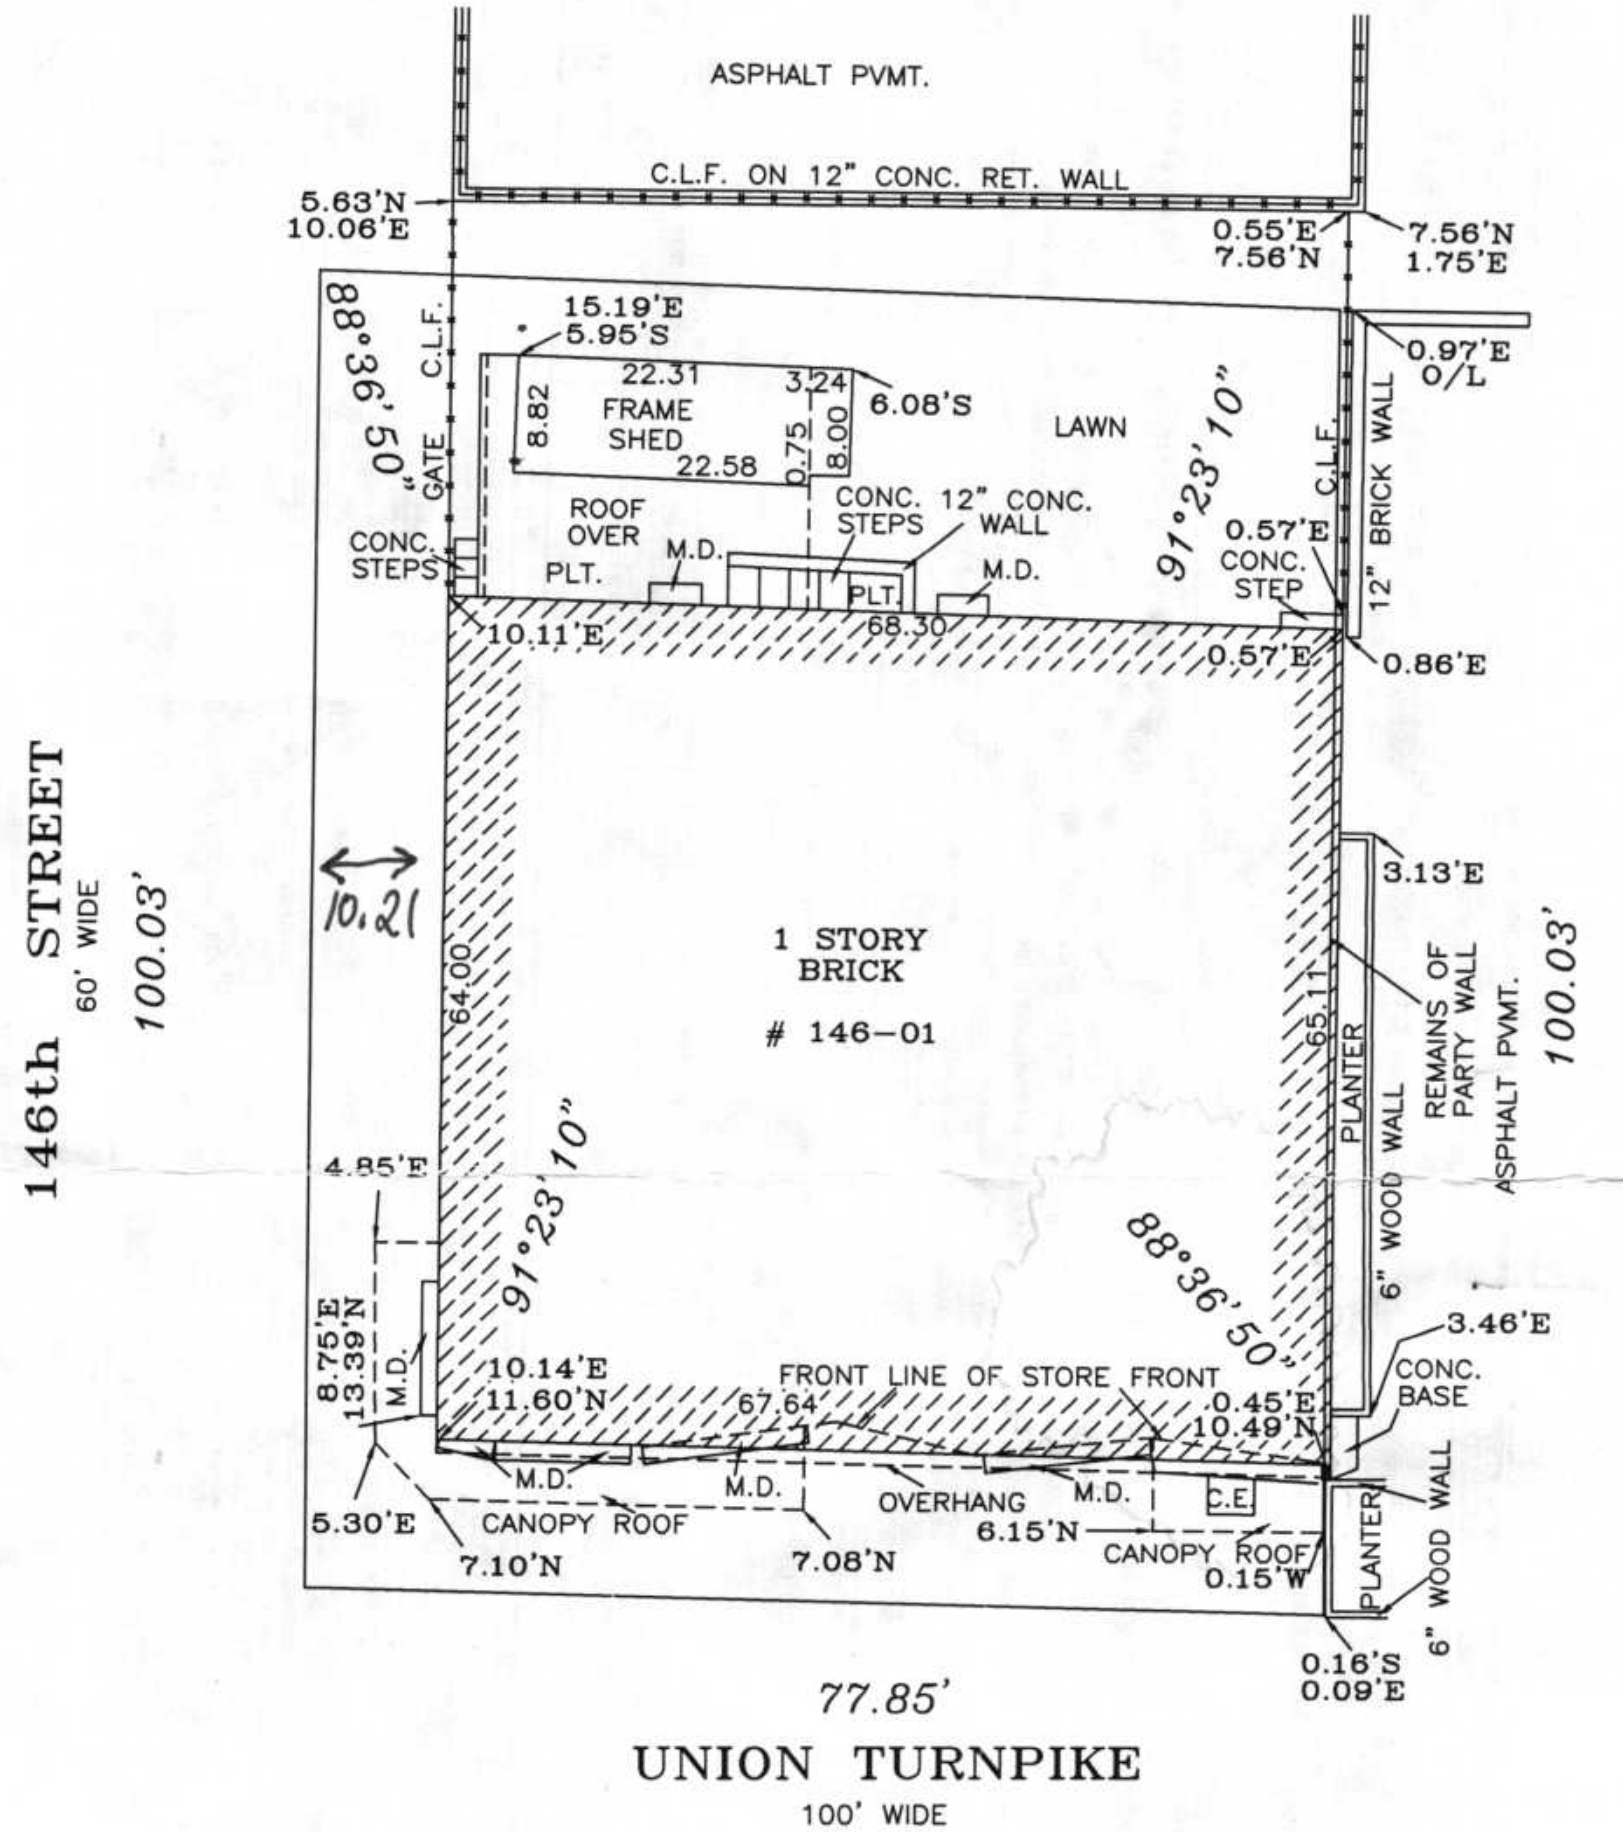 ASPHALT PVMT.
C.L.F. ON 12" CONC. RET. WALL
5.63'N
10.06'E
0.55'E
7.56'N
7.56'N
1.75'E
88°36'50"
C.L.F.
GATE
15.19'E
5.95'S
22.31
3.24
8.82
FRAME
SHED
0.75
8.00
6.08'S
22.58
LAWN
91°23'10"
C.L.F.
0.97'E
O/L
12" BRICK WALL
ROOF
OVER
CONC.
STEPS
12" CONC.
WALL
CONC.
STEPS
PLT.
M.D.
PLT.
M.D.
0.57'E
CONC.
STEP
10.11'E
68.30
0.57'E
0.86'E
146th STREET
60' WIDE
100.03'
10.21
64.00
1 STORY
BRICK
# 146-01
65.11
3.13'E
PLANTER
6" WOOD WALL
REMAINS OF
PARTY WALL
ASPHALT PVMT.
100.03'
4.85'E
91°23'10"
88°36'50"
8.75'E
13.39'N
M.D.
10.14'E
11.60'N
FRONT LINE OF STORE FRONT
67.64
0.45'E
10.49'N
3.46'E
CONC.
BASE
M.D.
M.D.
OVERHANG
M.D.
C.E.
5.30'E
CANOPY ROOF
7.10'N
7.08'N
6.15'N
CANOPY ROOF
0.15'W
PLANTER
6" WOOD WALL
0.16'S
0.09'E
77.85'
UNION TURNPIKE
100' WIDE